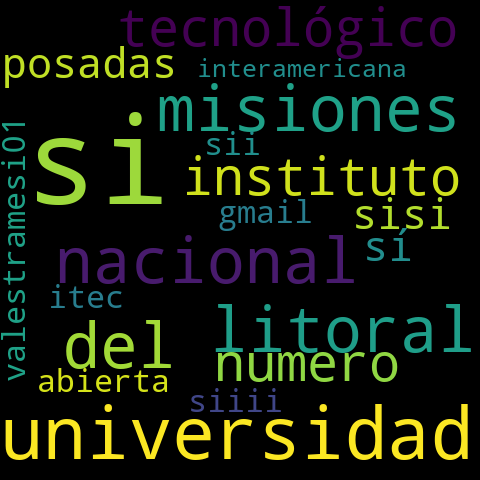 tecnológico
posadas
interamericana
misiones
si
sii
valestramesi01
instituto
gmail
sisi
sí
nacional
itec
litoral
del
numero
abierta
siiii
universidad